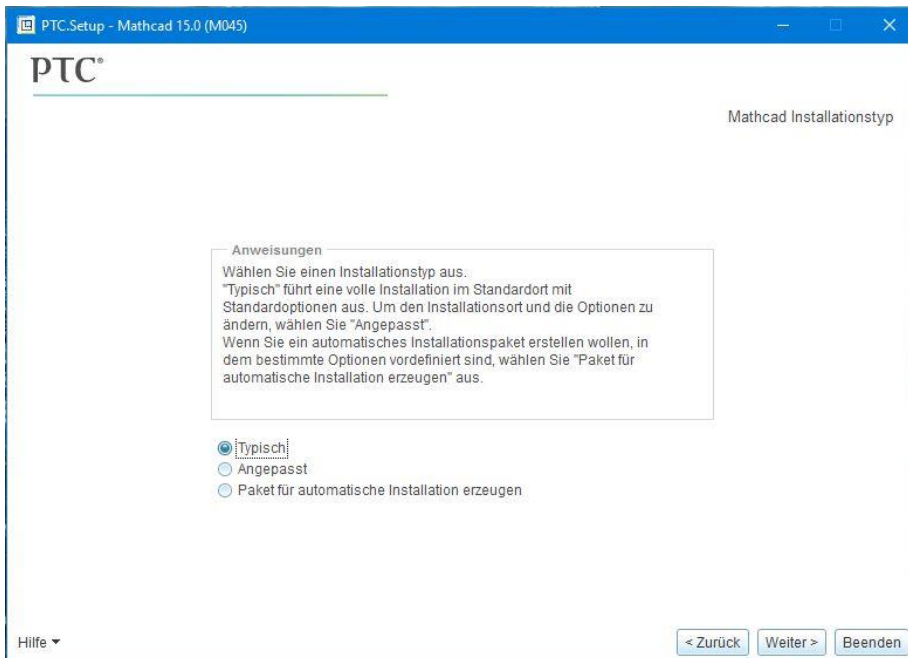 PTC.Setup - Mathcad 15.0 (M045)
PTC®
Mathcad Installationstyp
Anweisungen
Wählen Sie einen Installationstyp aus.
"Typisch" führt eine volle Installation im Standardort mit
Standardoptionen aus. Um den Installationsort und die Optionen zu
ändern, wählen Sie "Angepasst".
Wenn Sie ein automatisches Installationspaket erstellen wollen, in
dem bestimmte Optionen vordefiniert sind, wählen Sie "Paket für
automatische Installation erzeugen" aus.
Typisch
Angepasst
Paket für automatische Installation erzeugen
Hilfe
< Zurück Weiter > Beenden